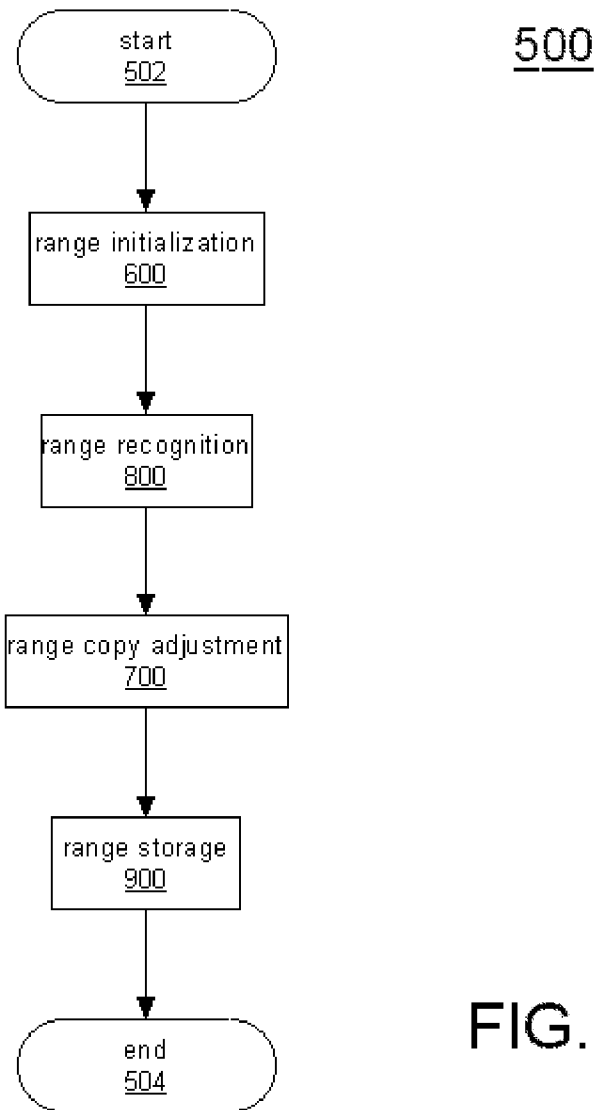 start
502
500
range initialization
600
range recognition
800
range copy adjustment
700
range storage
900
end
504
FIG.